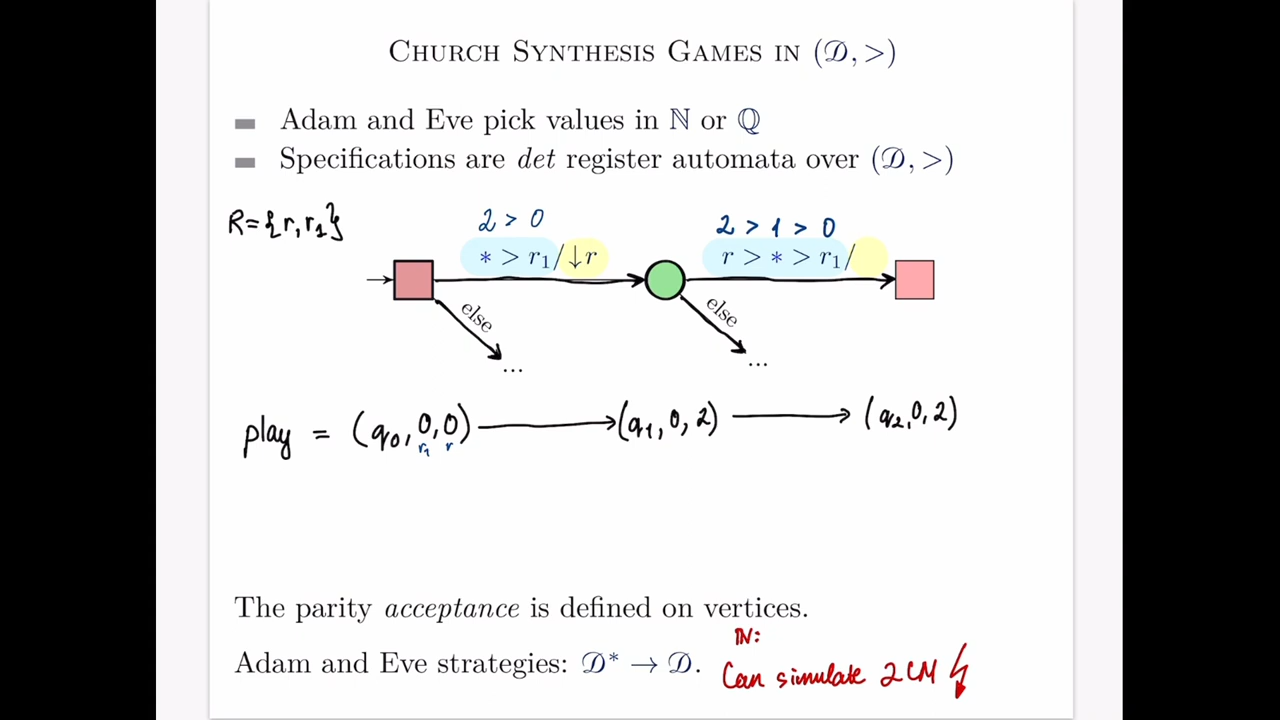 CHURCH SYNTHESIS GAMES IN (𝒟, >)
Adam and Eve pick values in ℕ or ℚ
Specifications are det register automata over (𝒟, >)
R={r,r₁}
2 > 0
2 > 1 > 0
* > r₁/↓r
r > * > r₁/
else
else
...
...
play = (q₀, 0, 0) ⟶ (q₁, 0, 2) ⟶ (q₂, 0, 2)
r₁ r
The parity acceptance is defined on vertices.
ℕ:
Adam and Eve strategies: 𝒟* → 𝒟.
Can simulate 2CM ↯